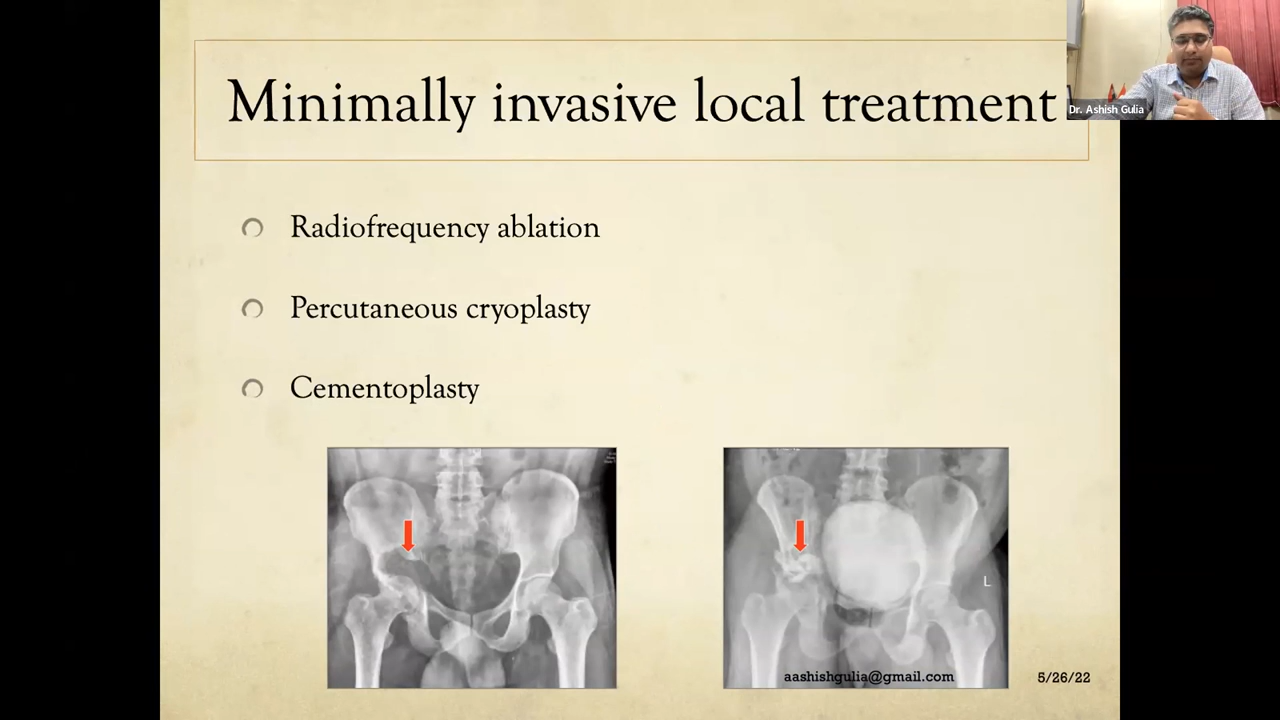 Minimally invasive local treatment
Dr. Ashish Gulia
Radiofrequency ablation
Percutaneous cryoplasty
Cementoplasty
L
aashishgulia@gmail.com
5/26/22